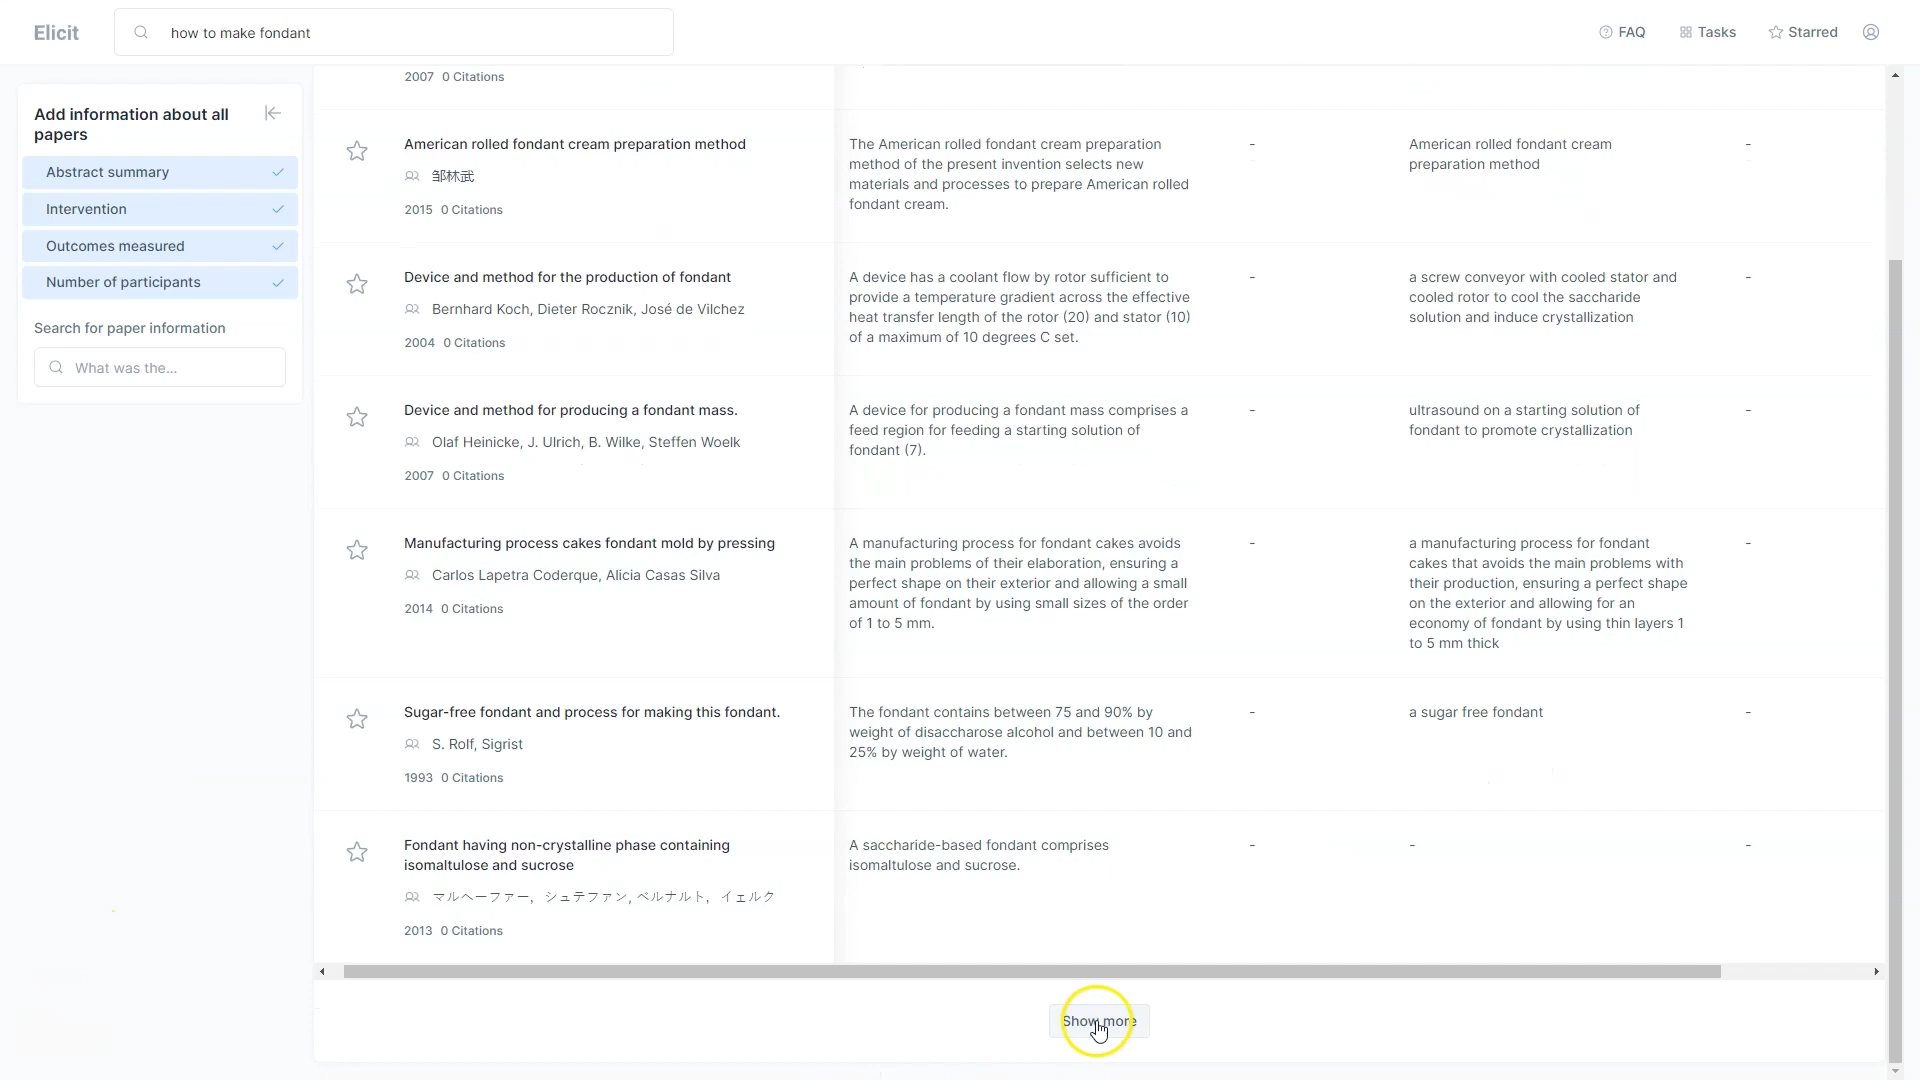 Elicit
how to make fondant
FAQ
Tasks
Starred
Add information about all
papers
Abstract summary
Intervention
Outcomes measured
Number of participants
Search for paper information
What was the...
2007 0 Citations
American rolled fondant cream preparation method
邹林武
2015 0 Citations
The American rolled fondant cream preparation
method of the present invention selects new
materials and processes to prepare American rolled
fondant cream.
-
American rolled fondant cream
preparation method
-
Device and method for the production of fondant
Bernhard Koch, Dieter Rocznik, José de Vilchez
2004 0 Citations
A device has a coolant flow by rotor sufficient to
provide a temperature gradient across the effective
heat transfer length of the rotor (20) and stator (10)
of a maximum of 10 degrees C set.
-
a screw conveyor with cooled stator and
cooled rotor to cool the saccharide
solution and induce crystallization
-
Device and method for producing a fondant mass.
Olaf Heinicke, J. Ulrich, B. Wilke, Steffen Woelk
2007 0 Citations
A device for producing a fondant mass comprises a
feed region for feeding a starting solution of
fondant (7).
-
ultrasound on a starting solution of
fondant to promote crystallization
-
Manufacturing process cakes fondant mold by pressing
Carlos Lapetra Coderque, Alicia Casas Silva
2014 0 Citations
A manufacturing process for fondant cakes avoids
the main problems of their elaboration, ensuring a
perfect shape on their exterior and allowing a small
amount of fondant by using small sizes of the order
of 1 to 5 mm.
-
a manufacturing process for fondant
cakes that avoids the main problems with
their production, ensuring a perfect shape
on the exterior and allowing for an
economy of fondant by using thin layers 1
to 5 mm thick
-
Sugar-free fondant and process for making this fondant.
S. Rolf, Sigrist
1993 0 Citations
The fondant contains between 75 and 90% by
weight of disaccharose alcohol and between 10 and
25% by weight of water.
-
a sugar free fondant
-
Fondant having non-crystalline phase containing
isomaltulose and sucrose
マルヘーファー，シュテファン, ベルナルト，イェルク
2013 0 Citations
A saccharide-based fondant comprises
isomaltulose and sucrose.
-
-
-
Show more